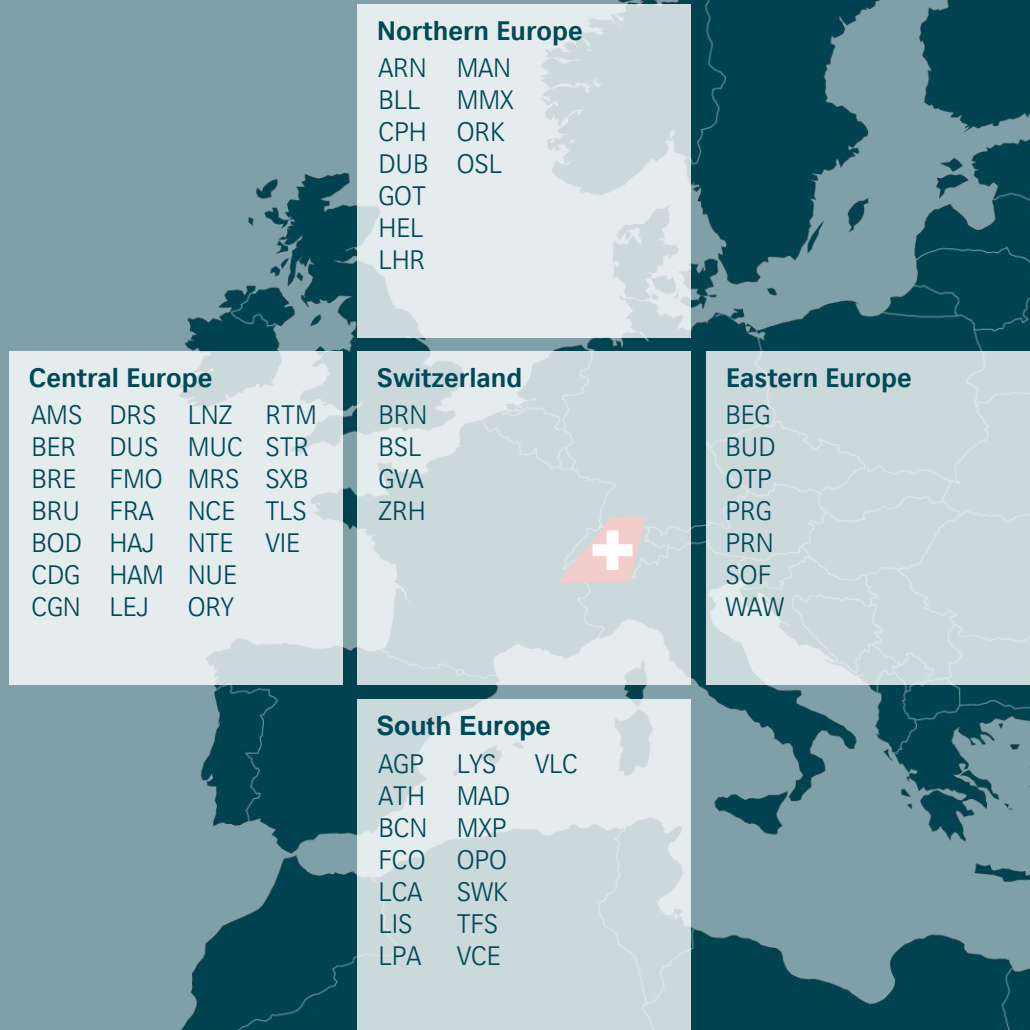 Northern Europe
ARN MAN
BLL MMX
CPH ORK
DUB OSL
GOT
HEL
LHR
Central Europe
AMS DRS LNZ RTM
BER DUS MUC STR
BRE FMO MRS SXB
BRU FRA NCE TLS
BOD HAJ NTE VIE
CDG HAM NUE
CGN LEJ ORY
Switzerland
BRN
BSL
GVA
ZRH
Eastern Europe
BEG
BUD
OTP
PRG
PRN
SOF
WAW
South Europe
AGP LYS VLC
ATH MAD
BCN MXP
FCO OPO
LCA SWK
LIS TFS
LPA VCE